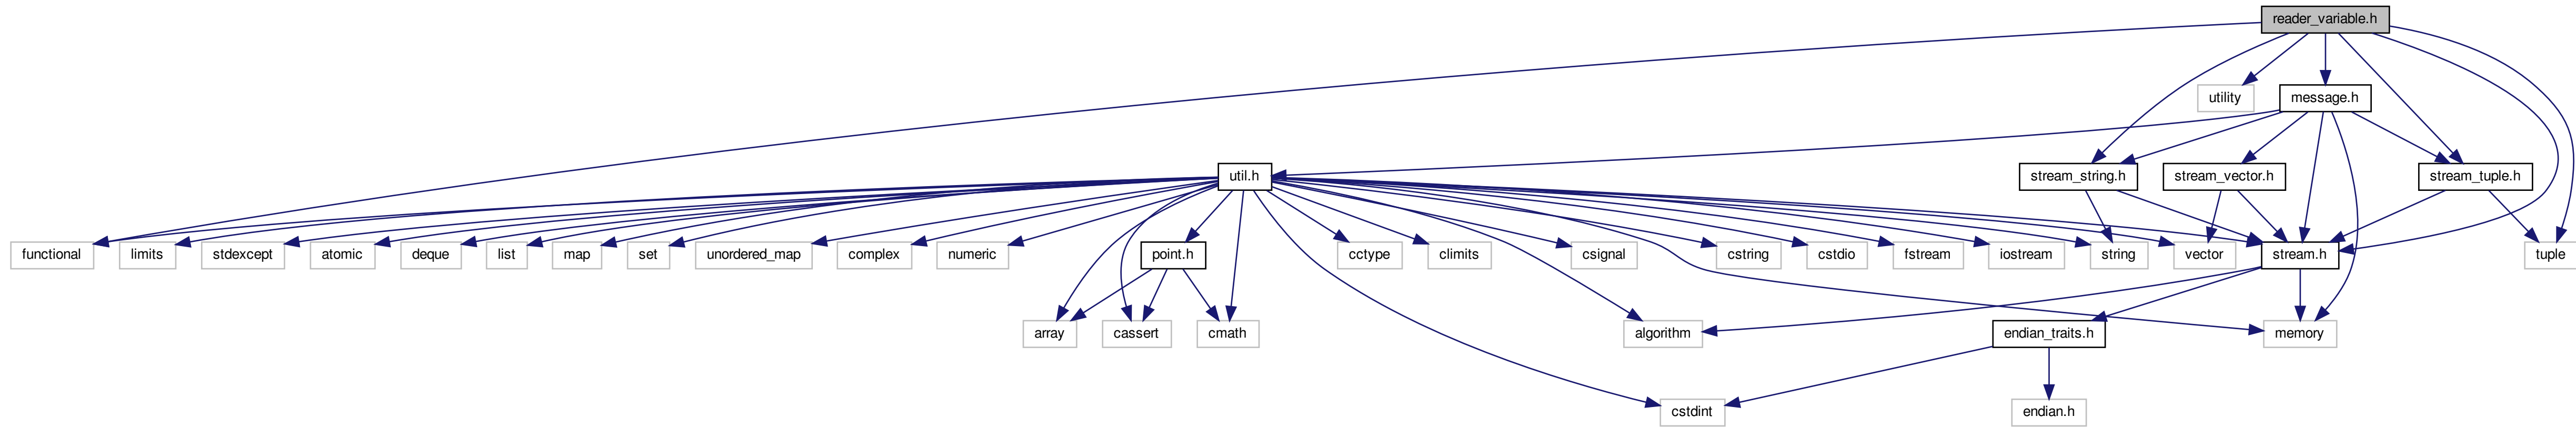 reader_variable.h
utility
message.h
util.h
stream_string.h
stream_vector.h
stream_tuple.h
functional
limits
stdexcept
atomic
deque
list
map
set
unordered_map
complex
numeric
point.h
cctype
climits
csignal
cstring
cstdio
fstream
iostream
string
vector
stream.h
tuple
array
cassert
cmath
algorithm
endian_traits.h
memory
cstdint
endian.h